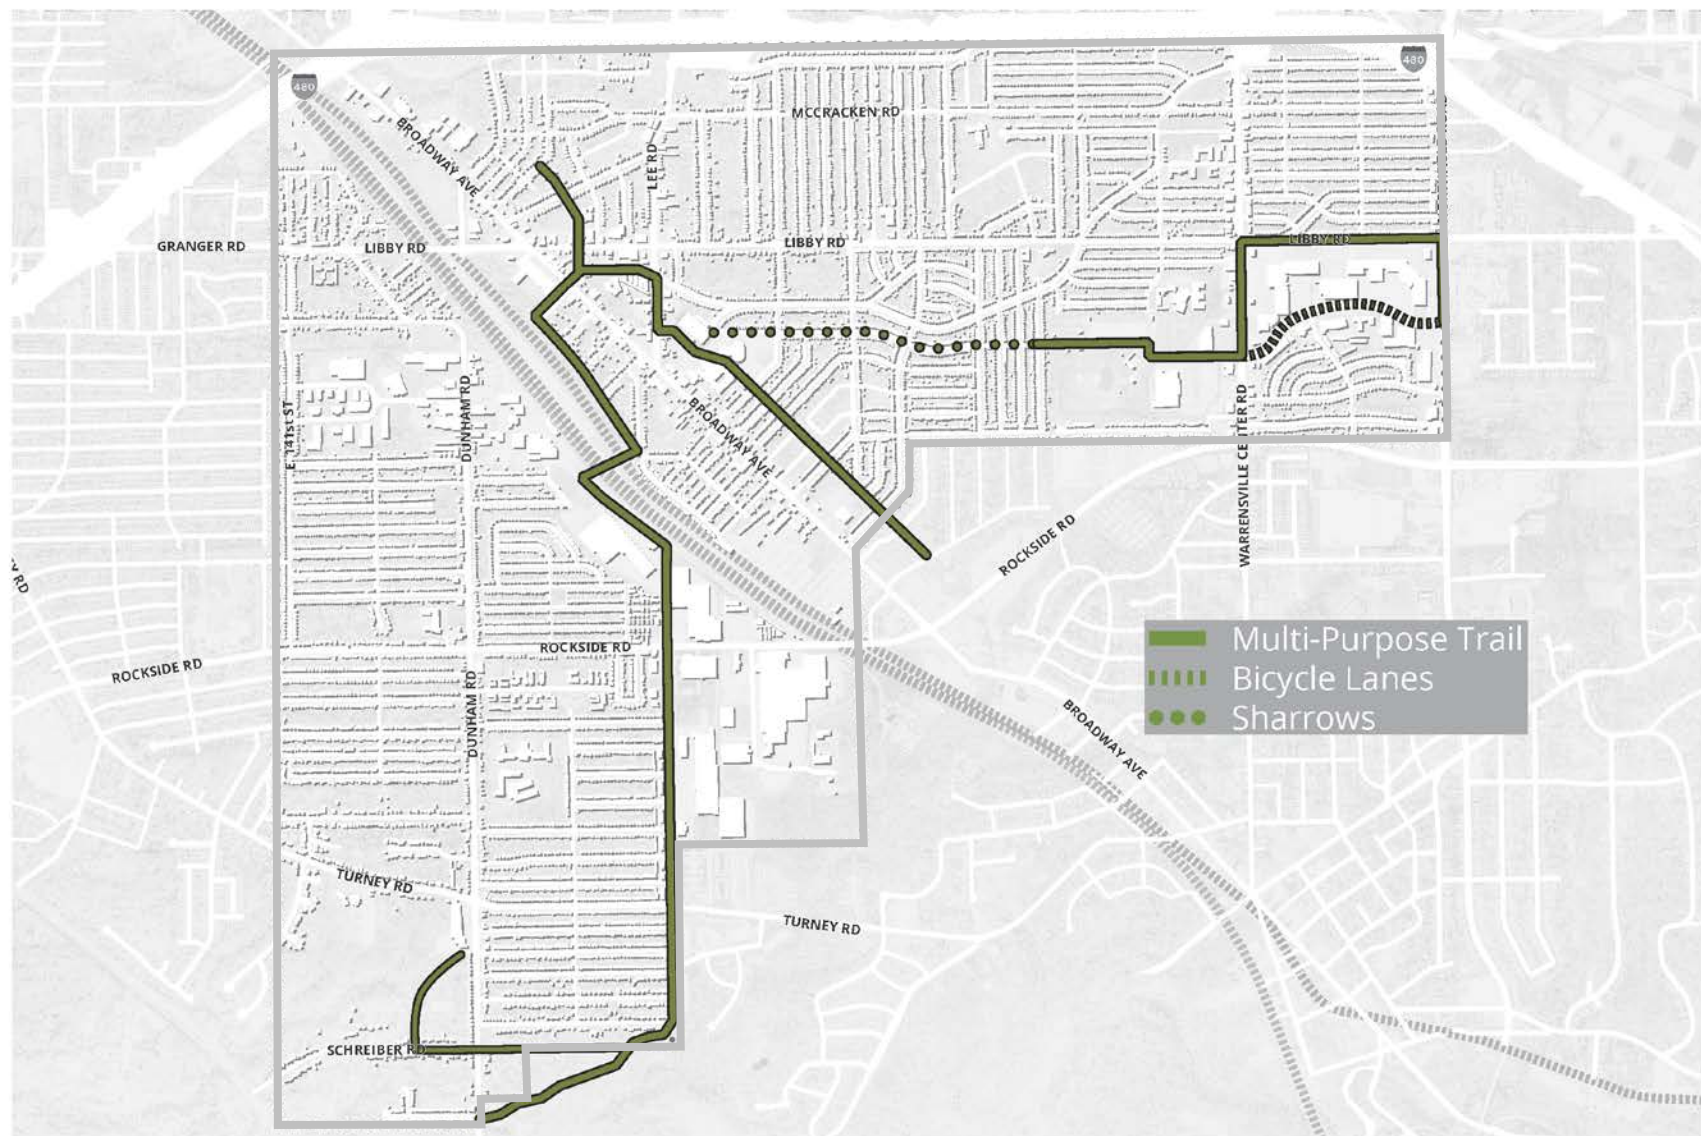 480
480
MCCRACKEN RD
BROADWAY AVE
LEE RD
GRANGER RD
LIBBY RD
LIBBY RD
LIBBY RD
E. 141st ST
DUNHAM RD
BROADWAY AVE
WARRENSVILLE CENTER RD
ROCKSIDE RD
RD
ROCKSIDE RD
ROCKSIDE RD
DUNHAM RD
BROADWAY AVE
Multi-Purpose Trail
Bicycle Lanes
Sharrows
TURNEY RD
TURNEY RD
SCHREIBER RD